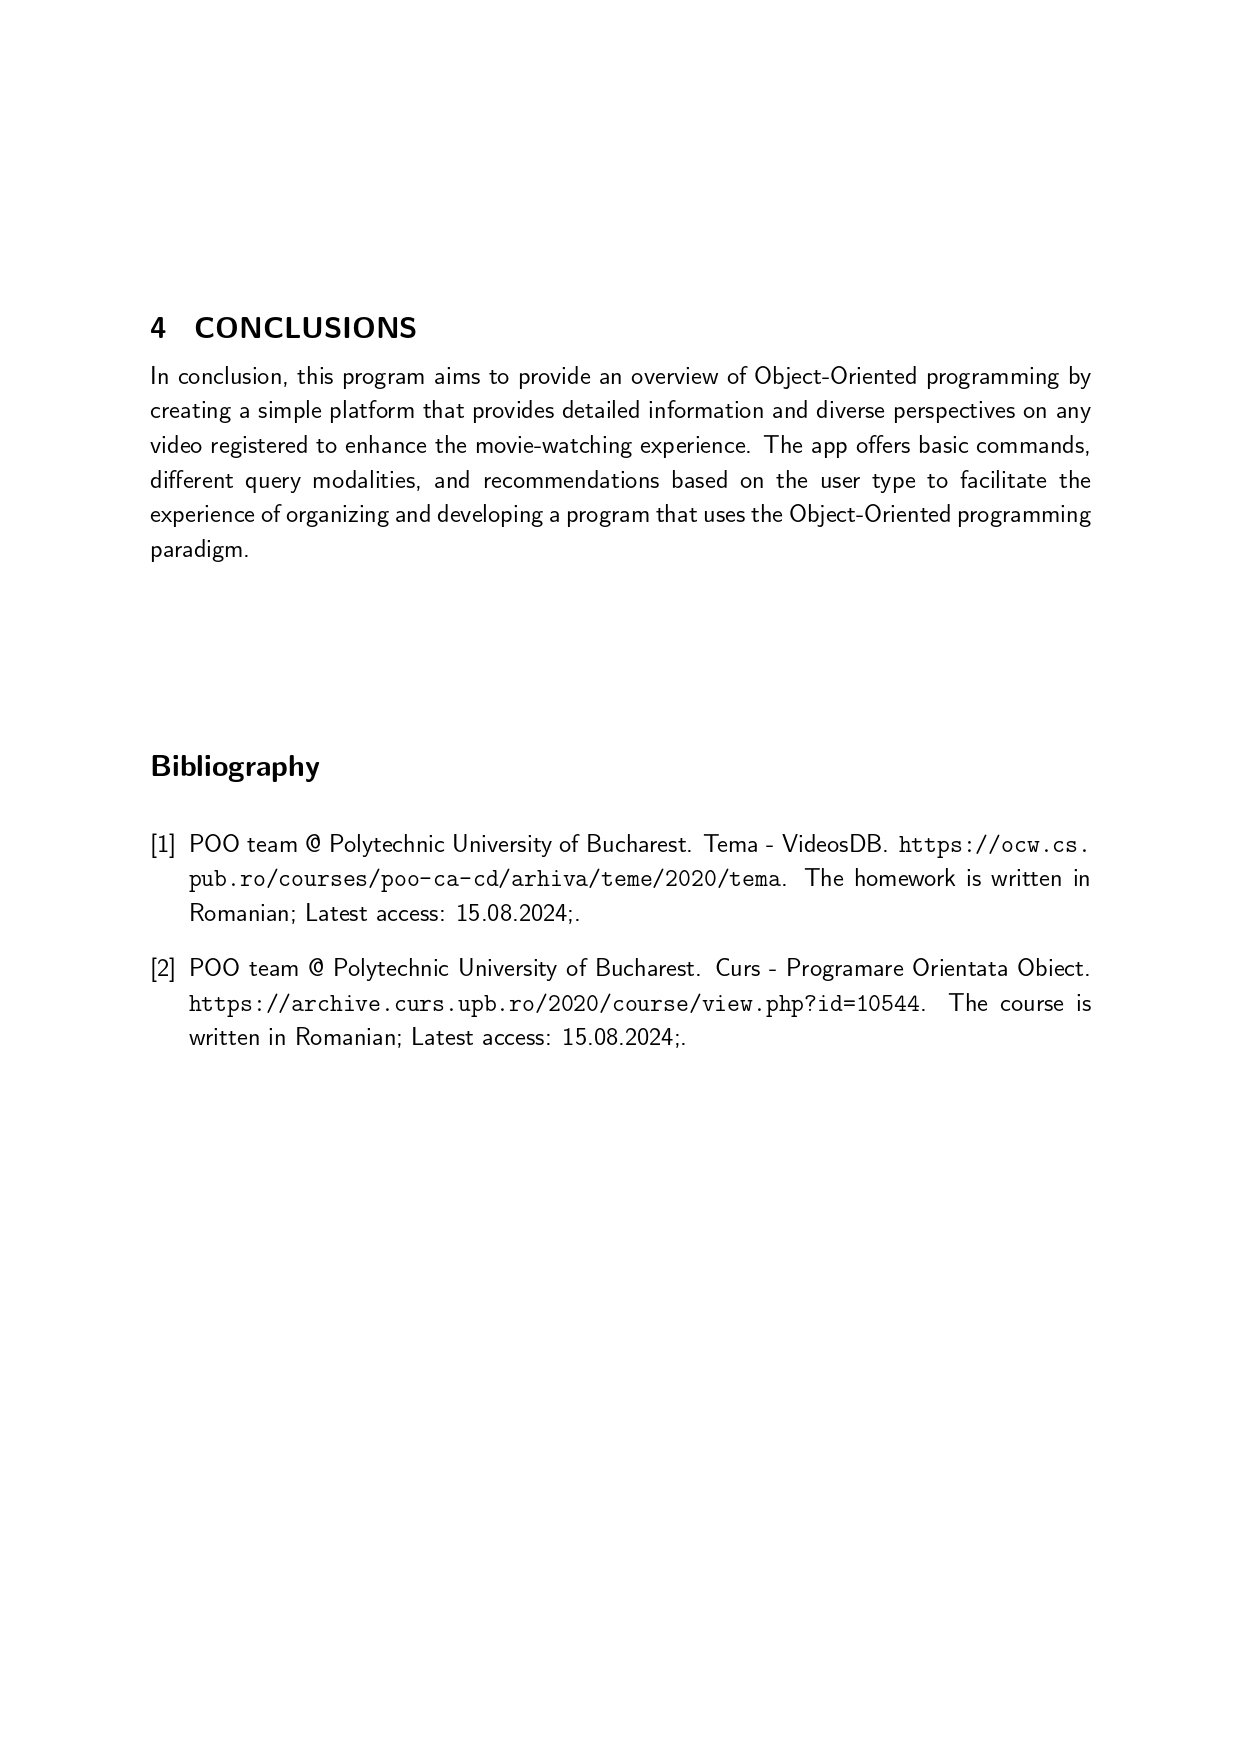 4 CONCLUSIONS
In conclusion, this program aims to provide an overview of Object-Oriented programming by
creating a simple platform that provides detailed information and diverse perspectives on any
video registered to enhance the movie-watching experience. The app offers basic commands,
different query modalities, and recommendations based on the user type to facilitate the
experience of organizing and developing a program that uses the Object-Oriented programming
paradigm.
Bibliography
[1] POO team @ Polytechnic University of Bucharest. Tema - VideosDB. https://ocw.cs.
pub.ro/courses/poo-ca-cd/arhiva/teme/2020/tema. The homework is written in
Romanian; Latest access: 15.08.2024;.
[2] POO team @ Polytechnic University of Bucharest. Curs - Programare Orientata Obiect.
https://archive.curs.upb.ro/2020/course/view.php?id=10544. The course is
written in Romanian; Latest access: 15.08.2024;.